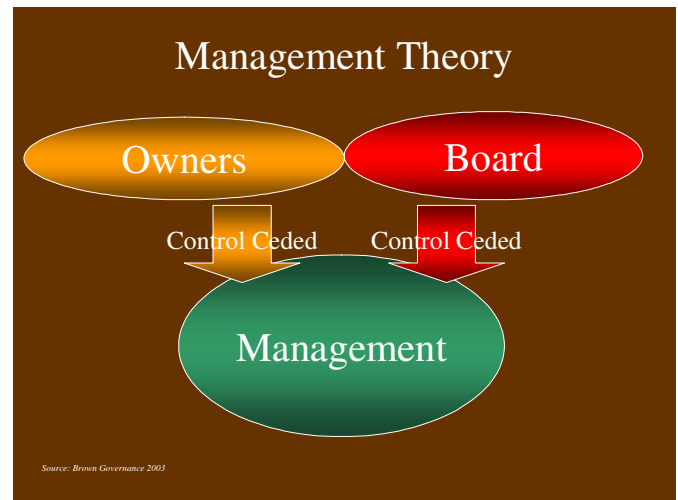 Management Theory
Owners
Board
Control Ceded
Control Ceded
Management
Source: Brown Governance 2003